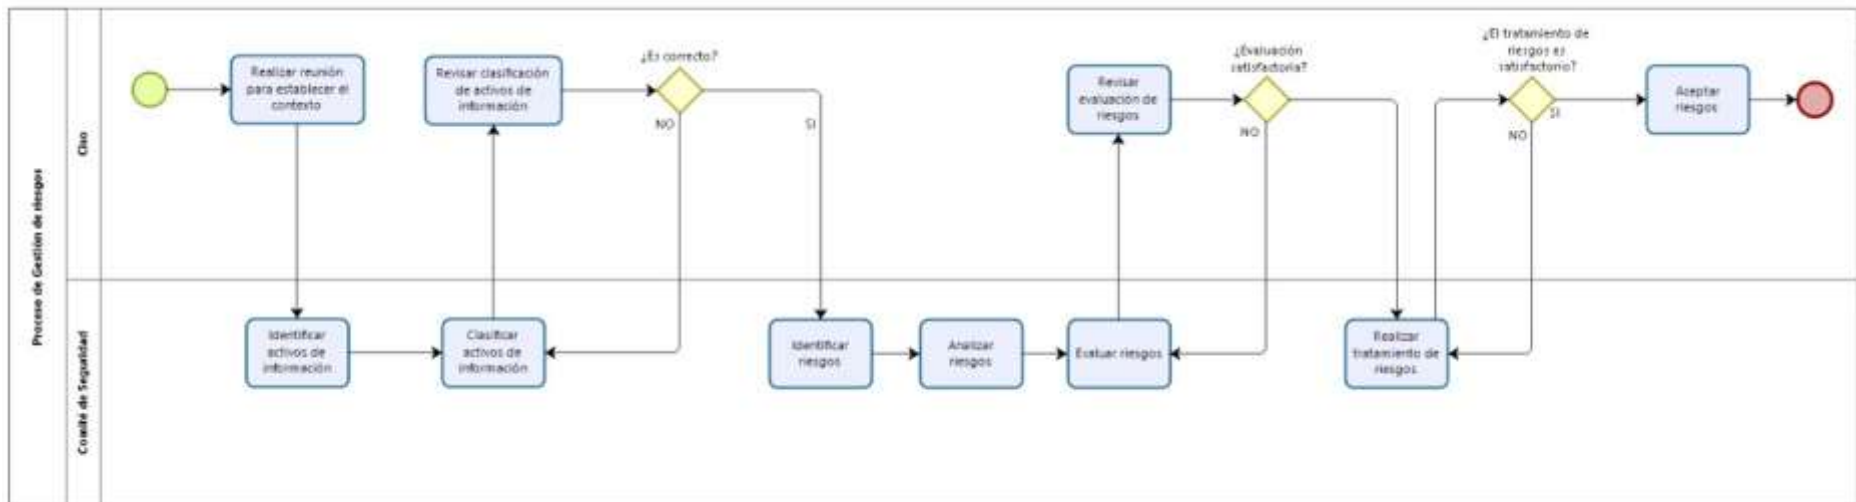 Proceso de Gestión de riesgos
Ciso
Realizar reunión
para establecer el
contexto
Revisar clasificación
de activos de
información
¿Es correcto?
NO
SI
Revisar
evaluación de
riesgos
¿Evaluación
satisfactoria?
NO
¿El tratamiento de
riesgos es
satisfactorio?
SI
NO
Aceptar
riesgos
Comité de Seguridad
Identificar
activos de
información
Clasificar
activos de
información
Identificar
riesgos
Analizar
riesgos
Evaluar riesgos
Realizar
tratamiento de
riesgos